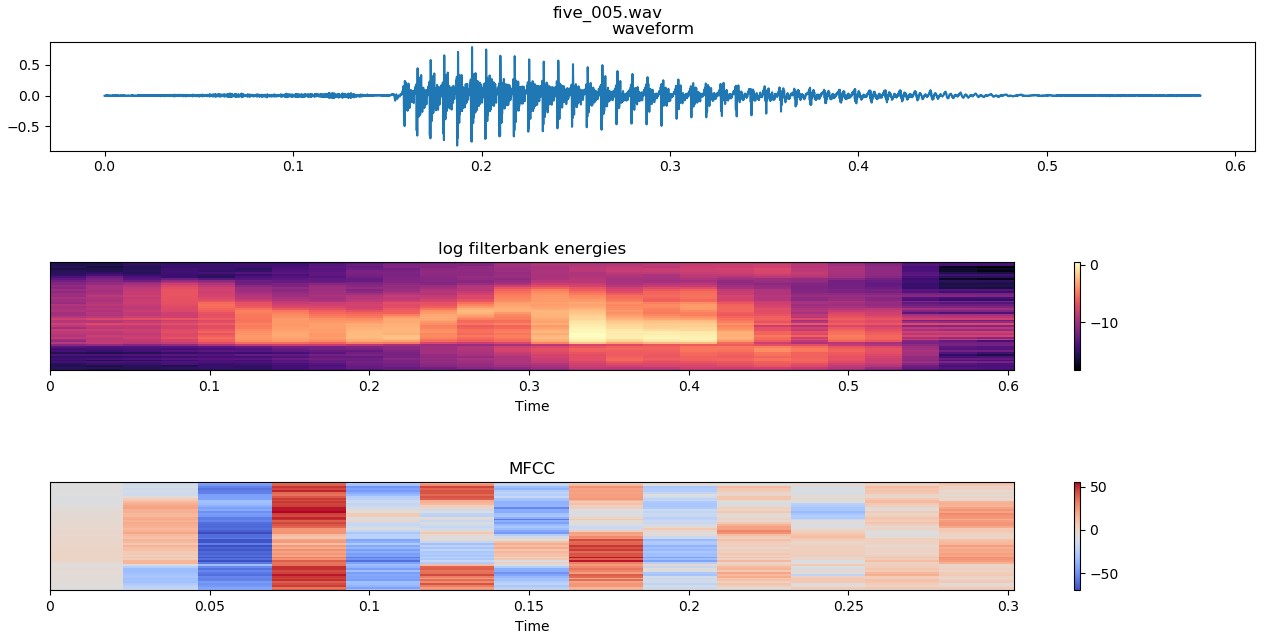 five_005.wav
waveform
0.5
0.0
−0.5
0.0 0.1 0.2 0.3 0.4 0.5 0.6
log filterbank energies
0
−10
0 0.1 0.2 0.3 0.4 0.5 0.6
Time
MFCC
50
0
−50
0 0.05 0.1 0.15 0.2 0.25 0.3
Time